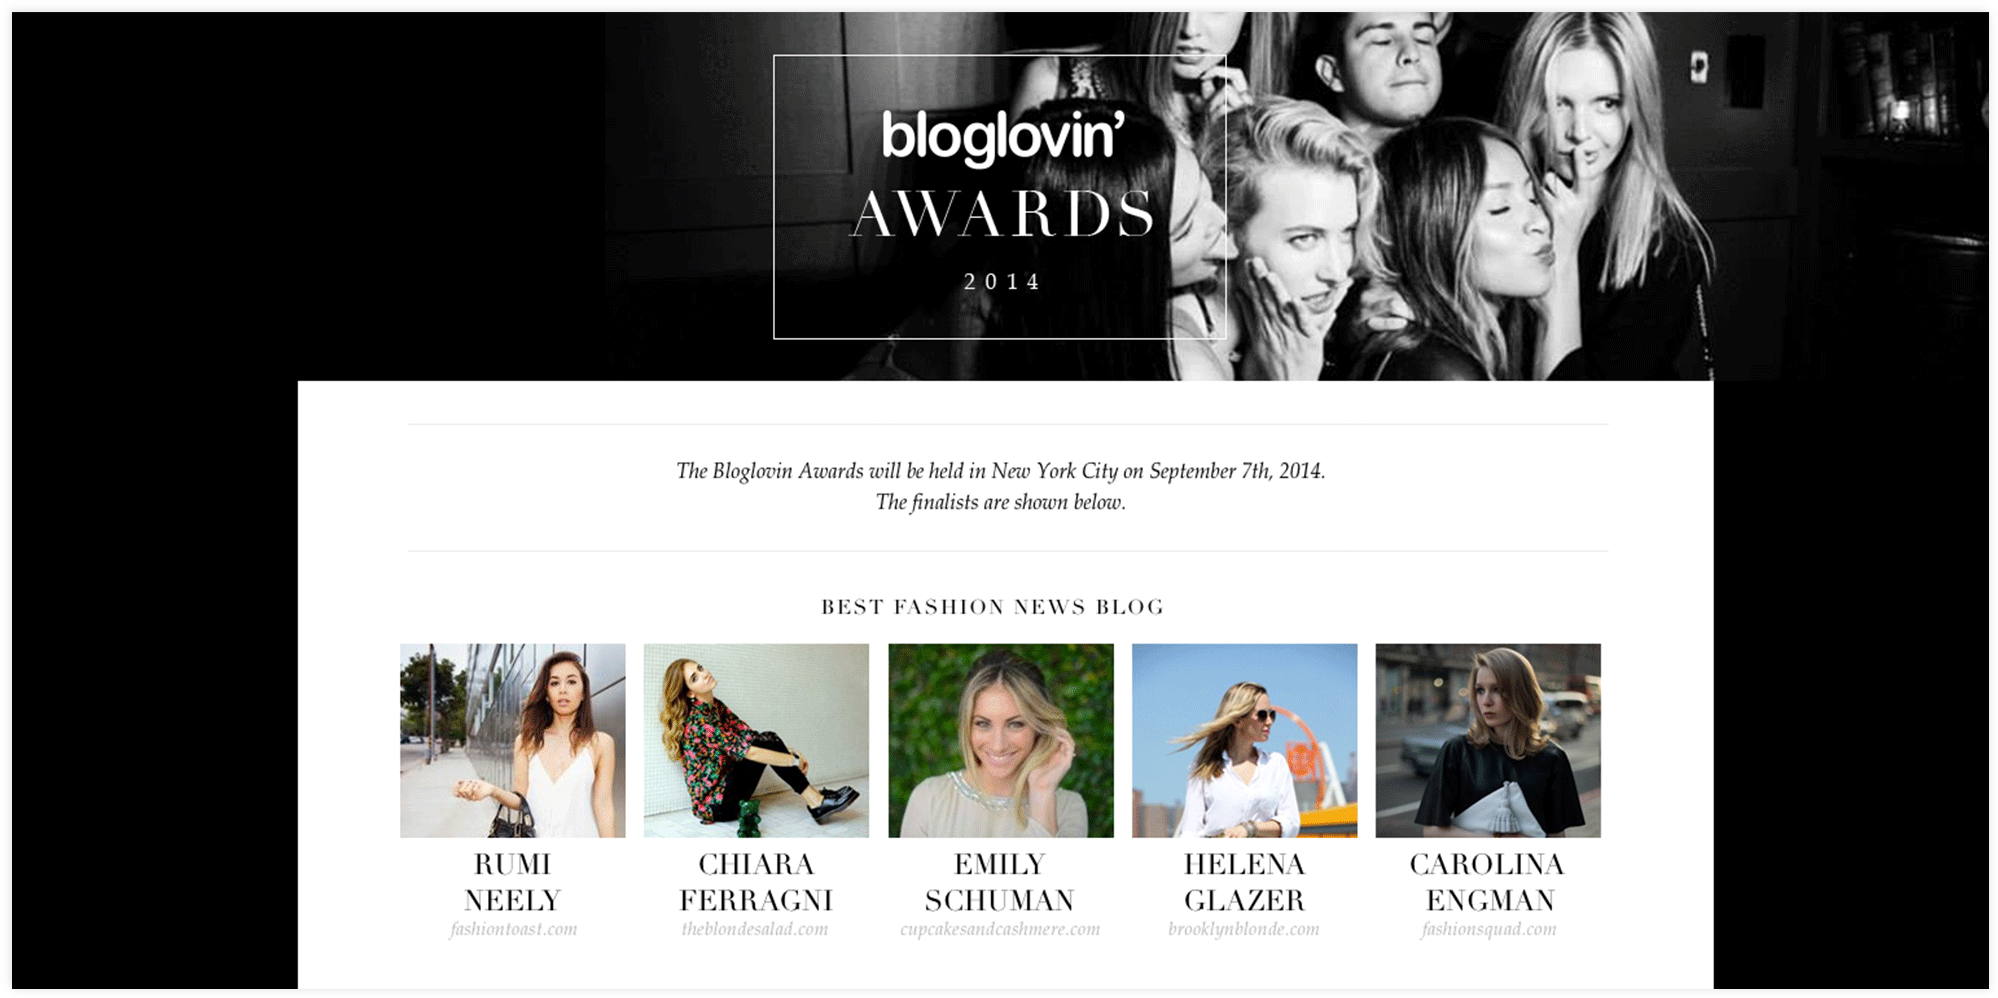 bloglovin’
AWARDS
2014
The Bloglovin Awards will be held in New York City on September 7th, 2014.
The finalists are shown below.
BEST FASHION NEWS BLOG
RUMI
NEELY
fashiontoast.com
CHIARA
FERRAGNI
theblondesalad.com
EMILY
SCHUMAN
cupcakesandcashmere.com
HELENA
GLAZER
brooklynblonde.com
CAROLINA
ENGMAN
fashionsquad.com